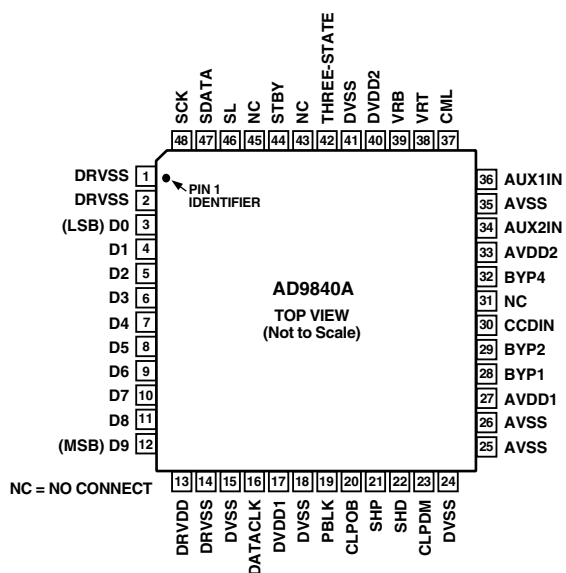 SCK
SDATA
SL
NC
STBY
NC
THREE-STATE
DVSS
DVDD2
VRB
VRT
CML
48 47 46 45 44 43 42 41 40 39 38 37
DRVSS 1
DRVSS 2
(LSB) D0 3
D1 4
D2 5
D3 6
D4 7
D5 8
D6 9
D7 10
D8 11
(MSB) D9 12
PIN 1
IDENTIFIER
AD9840A
TOP VIEW
(Not to Scale)
36 AUX1IN
35 AVSS
34 AUX2IN
33 AVDD2
32 BYP4
31 NC
30 CCDIN
29 BYP2
28 BYP1
27 AVDD1
26 AVSS
25 AVSS
NC = NO CONNECT
13 14 15 16 17 18 19 20 21 22 23 24
DRVDD
DRVSS
DVSS
DATACLK
DVDD1
DVSS
PBLK
CLPOB
SHP
SHD
CLPDM
DVSS